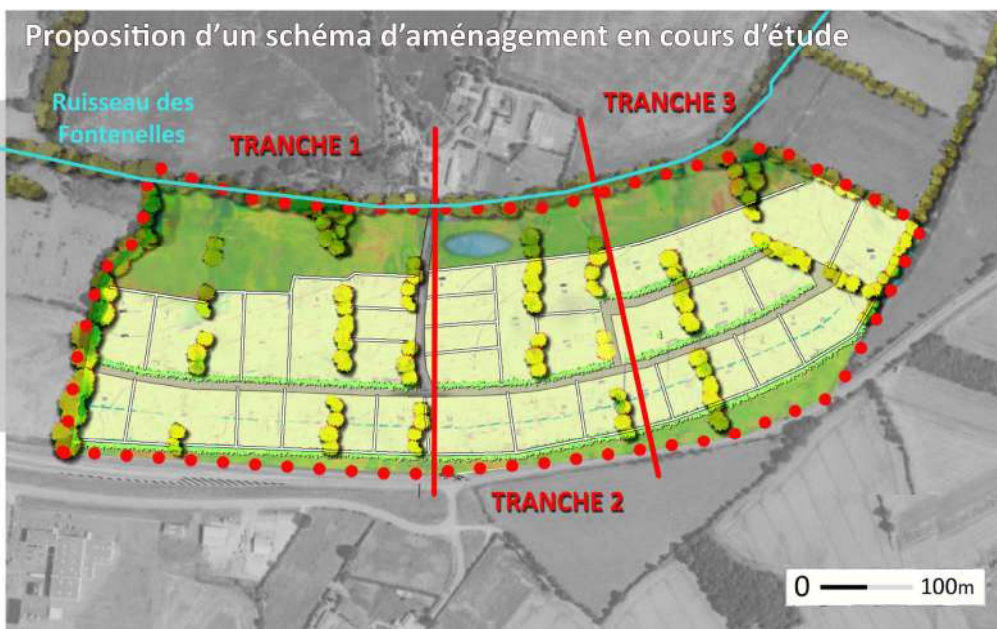 Proposition d'un schéma d'aménagement en cours d'étude
Ruisseau des
Fontenelles
TRANCHE 1
TRANCHE 3
TRANCHE 2
0 100m